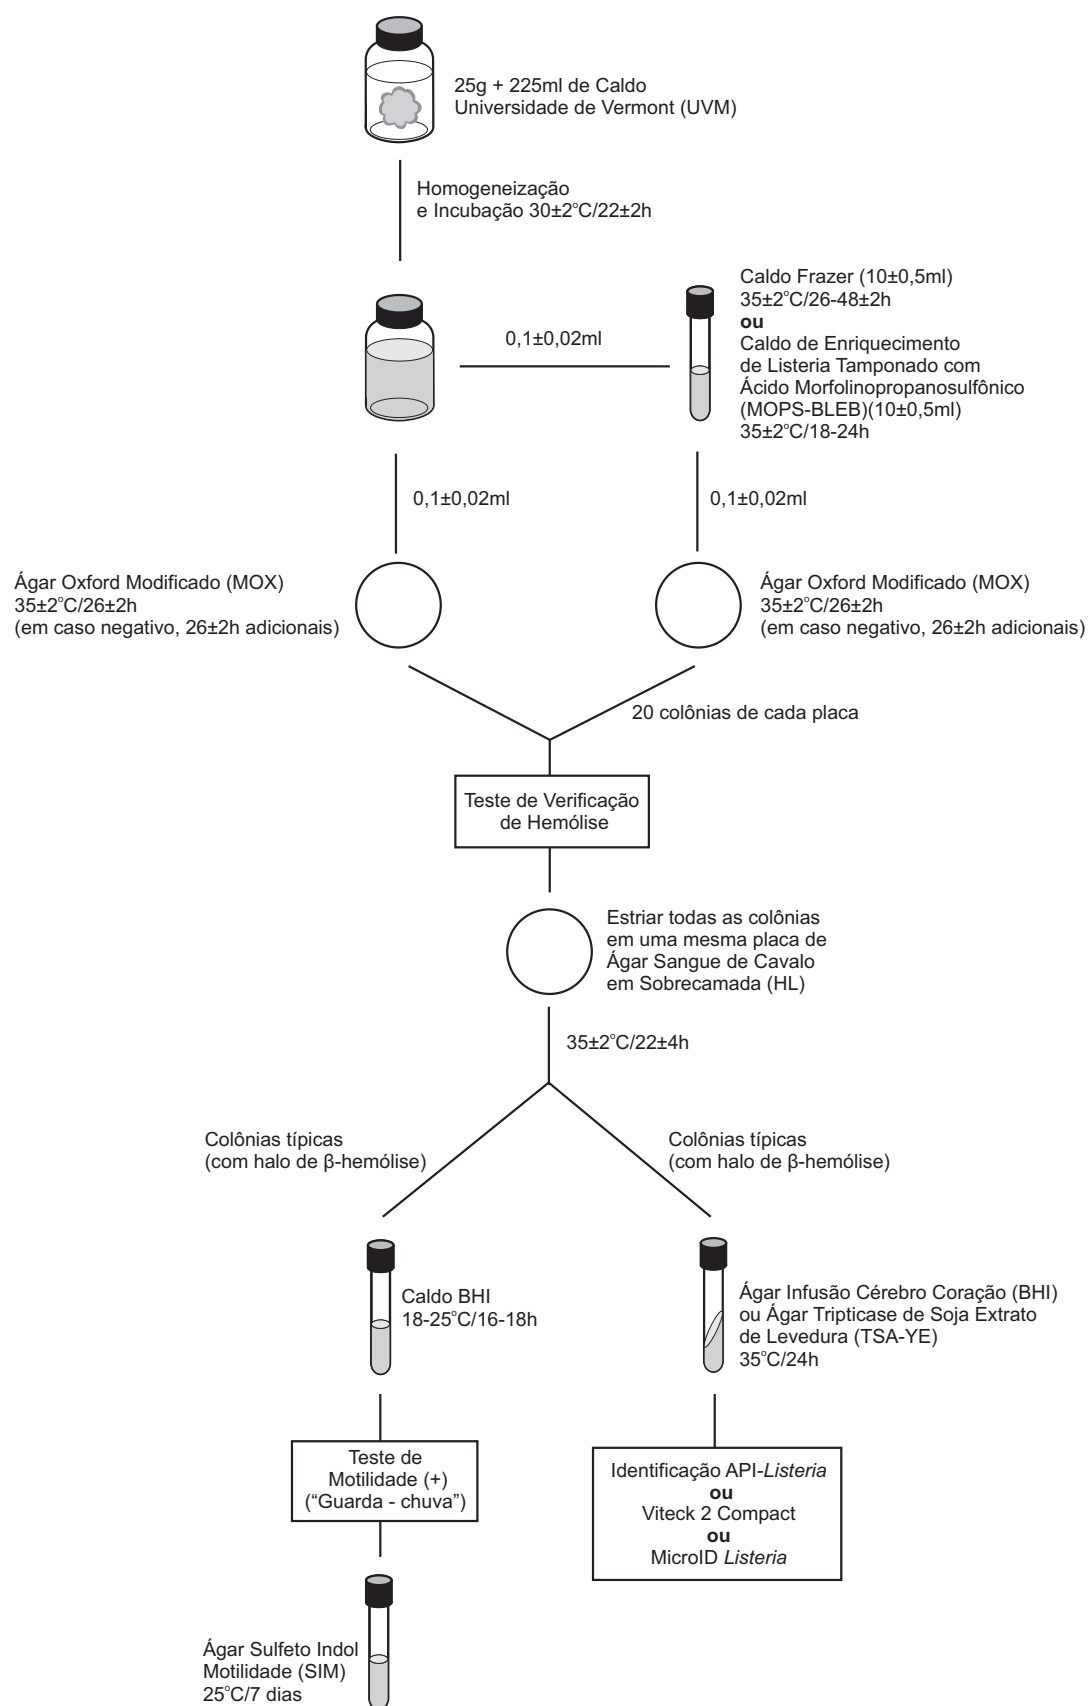 25g + 225ml de Caldo
Universidade de Vermont (UVM)
Homogeneização
e Incubação 30±2°C/22±2h
Caldo Frazer (10±0,5ml)
35±2°C/26-48±2h
ou
Caldo de Enriquecimento
de Listeria Tamponado com
Ácido Morfolinopropanosulfônico
(MOPS-BLEB)(10±0,5ml)
35±2°C/18-24h
0,1±0,02ml
0,1±0,02ml
0,1±0,02ml
Ágar Oxford Modificado (MOX)
35±2°C/26±2h
(em caso negativo, 26±2h adicionais)
Ágar Oxford Modificado (MOX)
35±2°C/26±2h
(em caso negativo, 26±2h adicionais)
20 colônias de cada placa
Teste de Verificação
de Hemólise
Estriar todas as colônias
em uma mesma placa de
Ágar Sangue de Cavalo
em Sobrecamada (HL)
35±2°C/22±4h
Colônias típicas
(com halo de β-hemólise)
Colônias típicas
(com halo de β-hemólise)
Caldo BHI
18-25°C/16-18h
Ágar Infusão Cérebro Coração (BHI)
ou Ágar Tripticase de Soja Extrato
de Levedura (TSA-YE)
35°C/24h
Teste de
Motilidade (+)
(“Guarda - chuva”)
Identificação API-Listeria
ou
Viteck 2 Compact
ou
MicroID Listeria
Ágar Sulfeto Indol
Motilidade (SIM)
25°C/7 dias